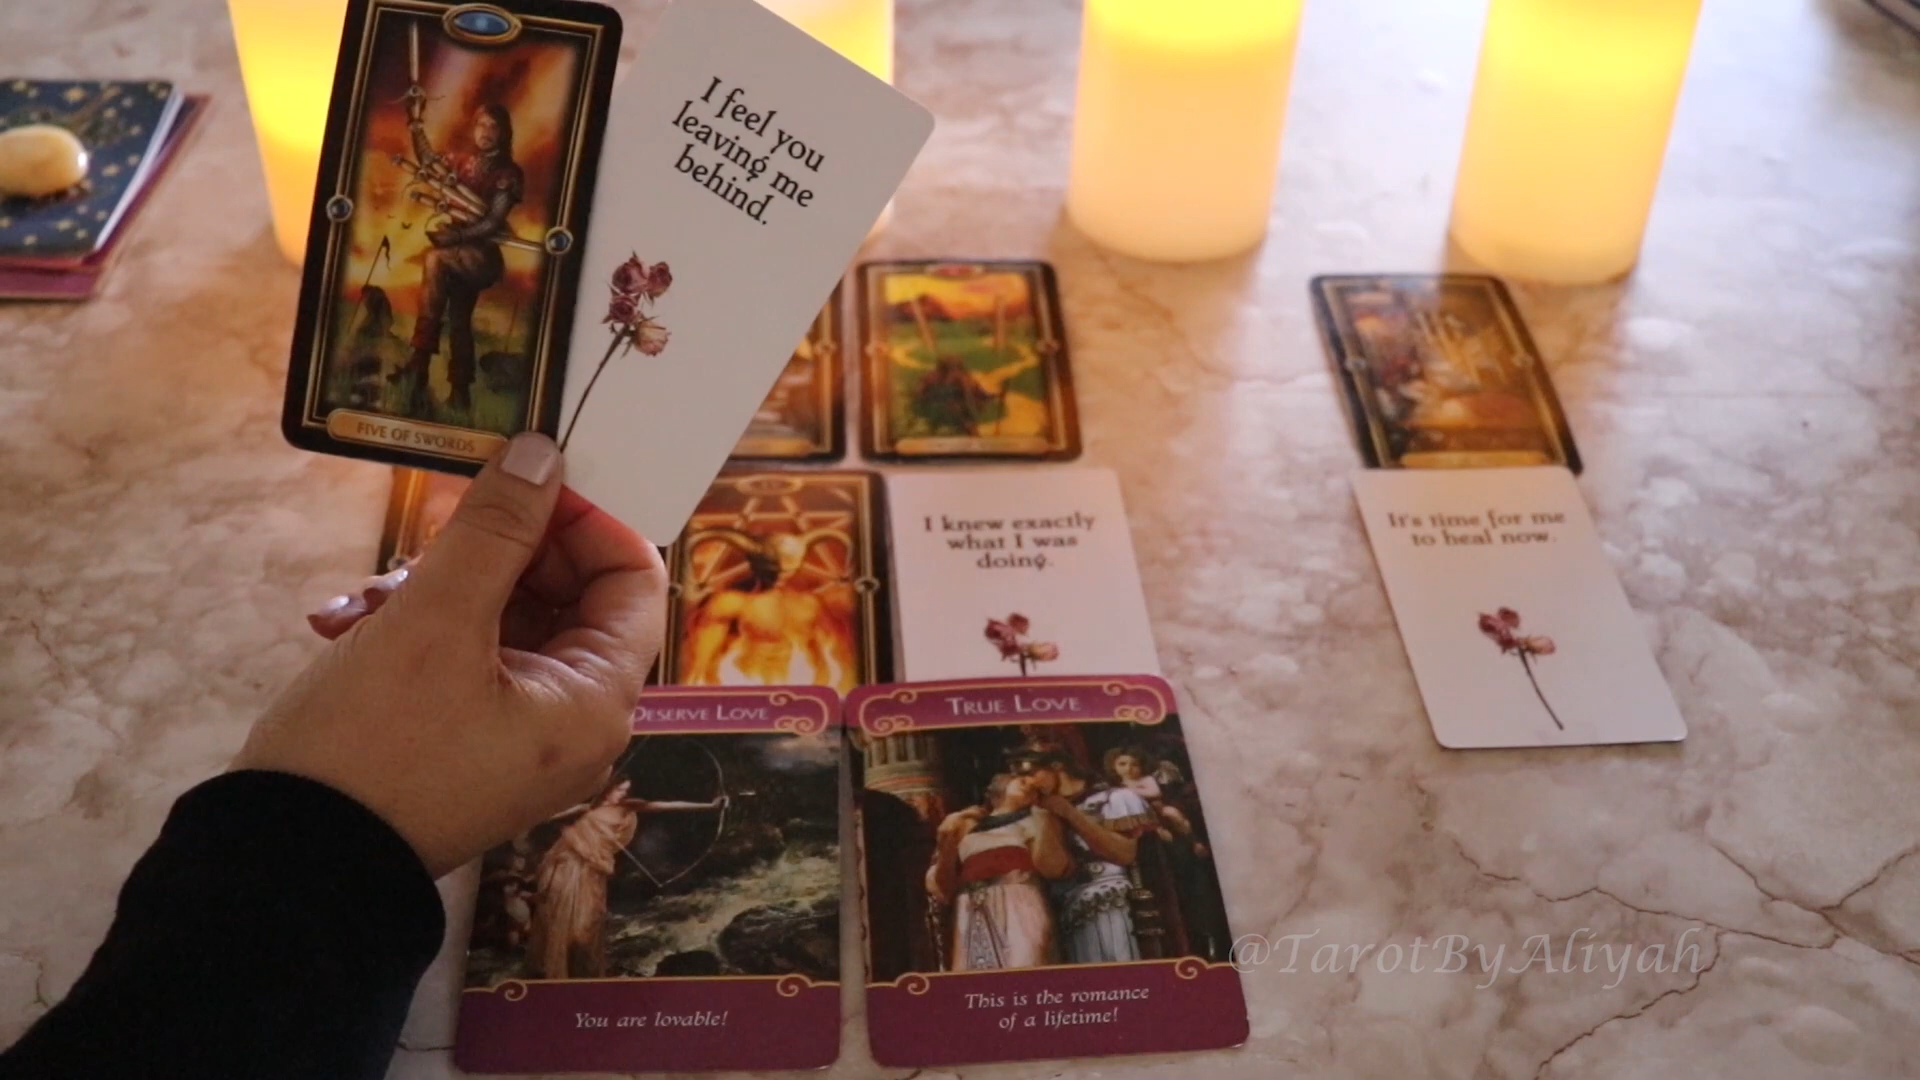 I feel you
leaving me
behind.
FIVE OF SWORDS
I knew exactly
what I was
doing.
It's time for me
to heal now.
DESERVE LOVE
You are lovable!
TRUE LOVE
This is the romance
of a lifetime!
@TarotByAliyah